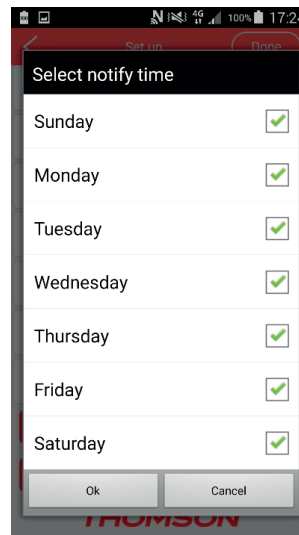 4G 100% 17:24
Set up Done
Select notify time
Sunday
Monday
Tuesday
Wednesday
Thursday
Friday
Saturday
Ok Cancel
THOMSON